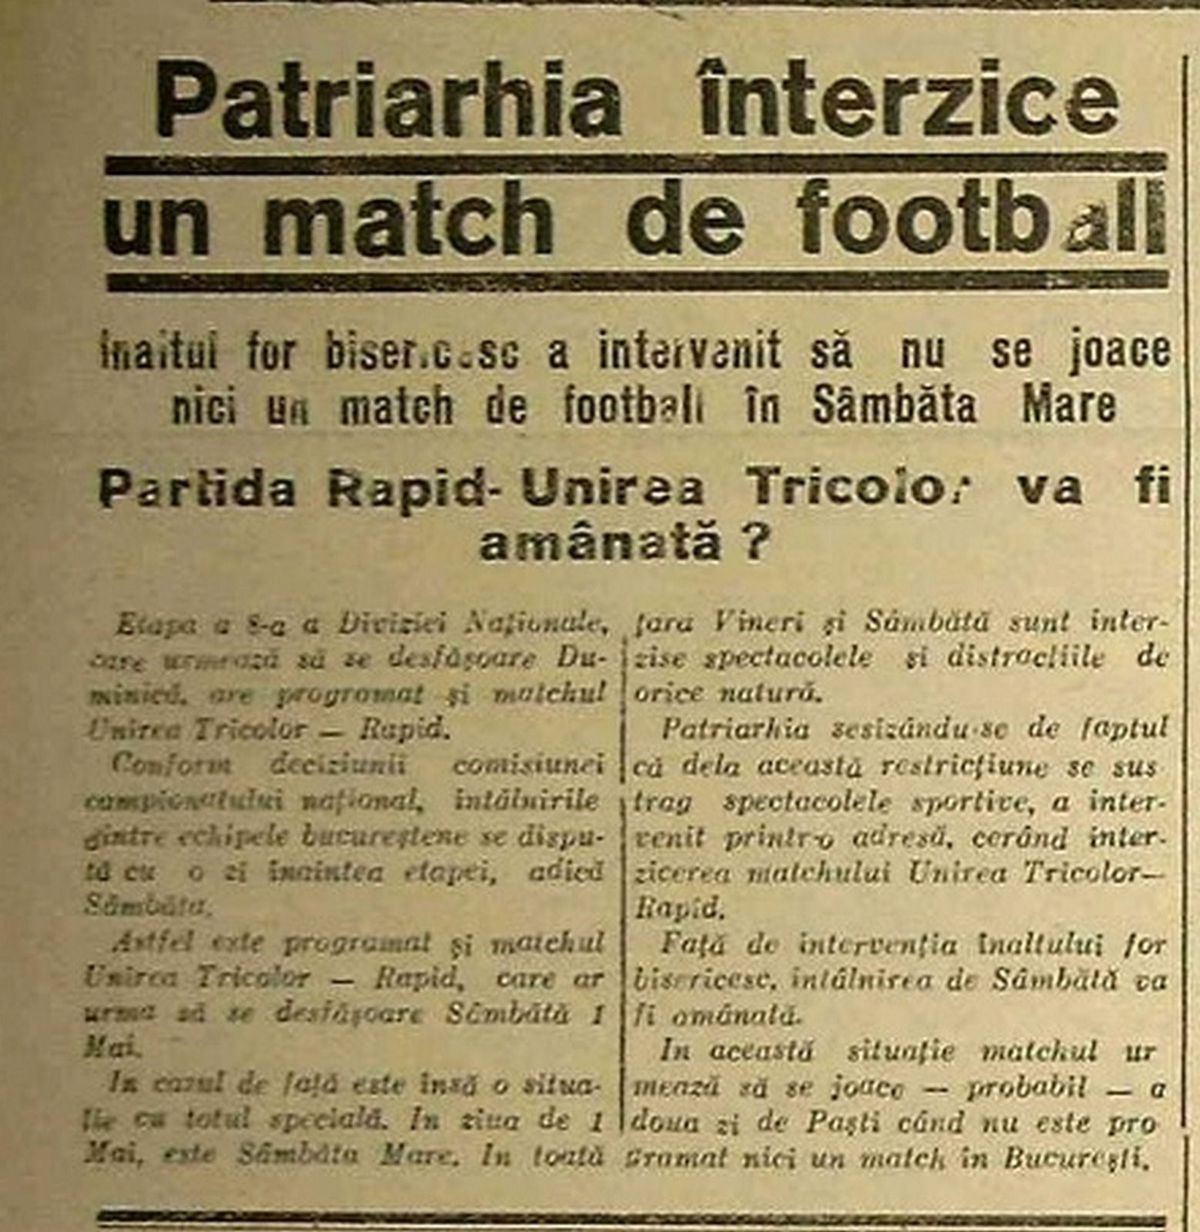 Patriarhia înterzice
un match de football
Inaltul for bisericesc a intervenit să nu se joace
nici un match de football în Sâmbăta Mare
Partida Rapid-Unirea Tricolor va fi
amânată ?
Etapa a 8-a a Diviziei Naționale,
care urmează să se desfășoare Du-
minică, are programat și matchul
Unirea Tricolor — Rapid.
Conform deciziunii comisiunei
campionatului național, întâlnirile
dintre echipele bucureștene se dispu-
tă cu o zi înaintea etapei, adică
Sâmbăta.
Astfel este programat și matchul
Unirea Tricolor — Rapid, care ar
urma să se desfășoare Sâmbătă 1
Mai.
In cazul de față este însă o situa-
ție cu totul specială. In ziua de 1
Mai, este Sâmbăta Mare. In toată
țara Vineri și Sâmbătă sunt inter-
zise spectacolele și distracțiile de
orice natură.
Patriarhia sesizându-se de faptul
că dela această restricțiune se sus
trag spectacolele sportive, a inter-
venit printr-o adresă, cerând inter-
zicerea matchului Unirea Tricolor—
Rapid.
Față de intervenția înaltului for
bisericesc, întâlnirea de Sâmbătă va
fi amânată.
In această situație matchul ur
mează să se joace — probabil — a
doua zi de Paști când nu este pro
gramat nici un match în București.